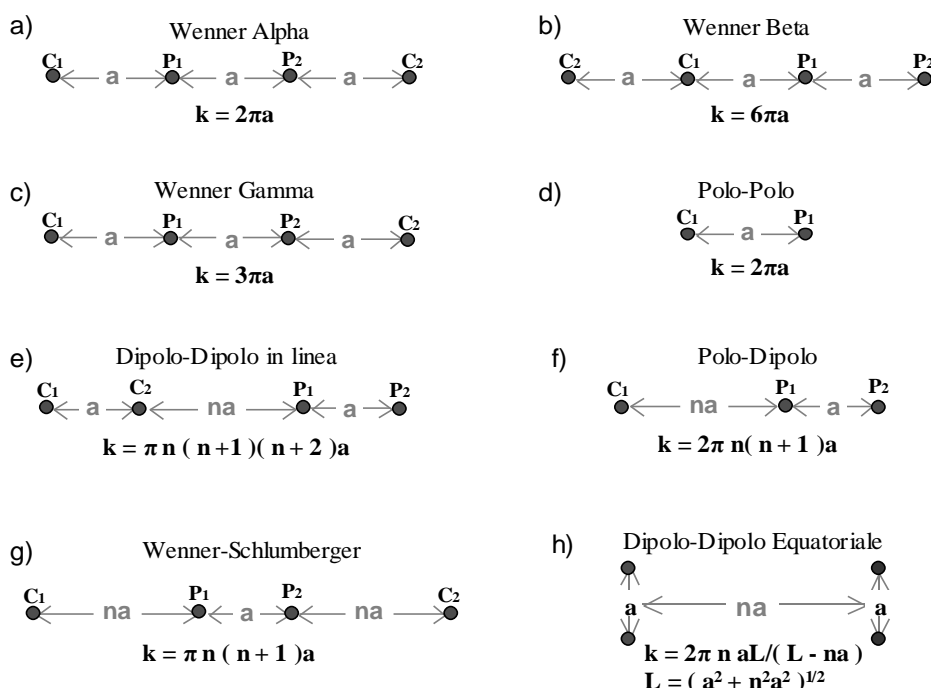 a)
Wenner Alpha
C1 P1 P2 C2
a a a
k = 2πa
b)
Wenner Beta
C2 C1 P1 P2
a a a
k = 6πa
c)
Wenner Gamma
C1 P1 P2 C2
a a a
k = 3πa
d)
Polo-Polo
C1 P1
a
k = 2πa
e)
Dipolo-Dipolo in linea
C1 C2 P1 P2
a na a
k = π n ( n +1 )( n + 2 )a
f)
Polo-Dipolo
C1 P1 P2
na a
k = 2π n( n + 1 )a
g)
Wenner-Schlumberger
C1 P1 P2 C2
na a na
k = π n ( n + 1 )a
h)
Dipolo-Dipolo Equatoriale
a na a
k = 2π n aL/( L - na )
L = ( a² + n²a² )^1/2